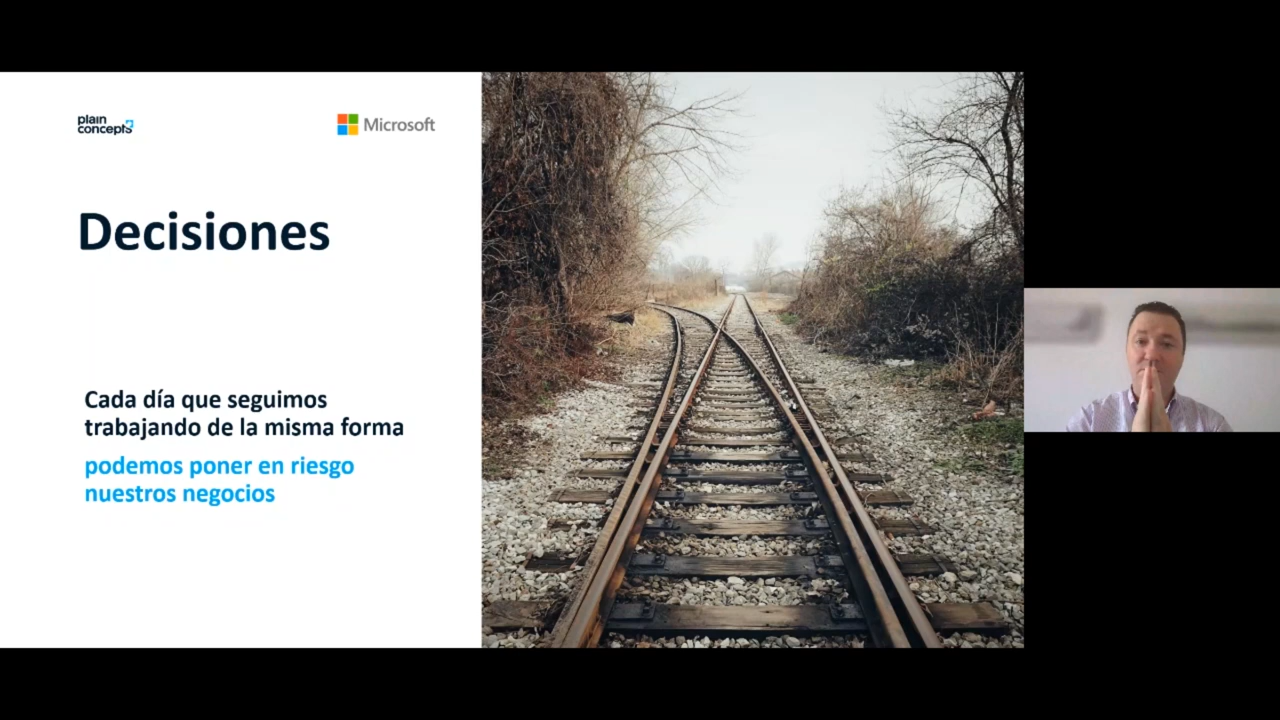 plain
concepts
Microsoft
Decisiones
Cada día que seguimos
trabajando de la misma forma
podemos poner en riesgo
nuestros negocios